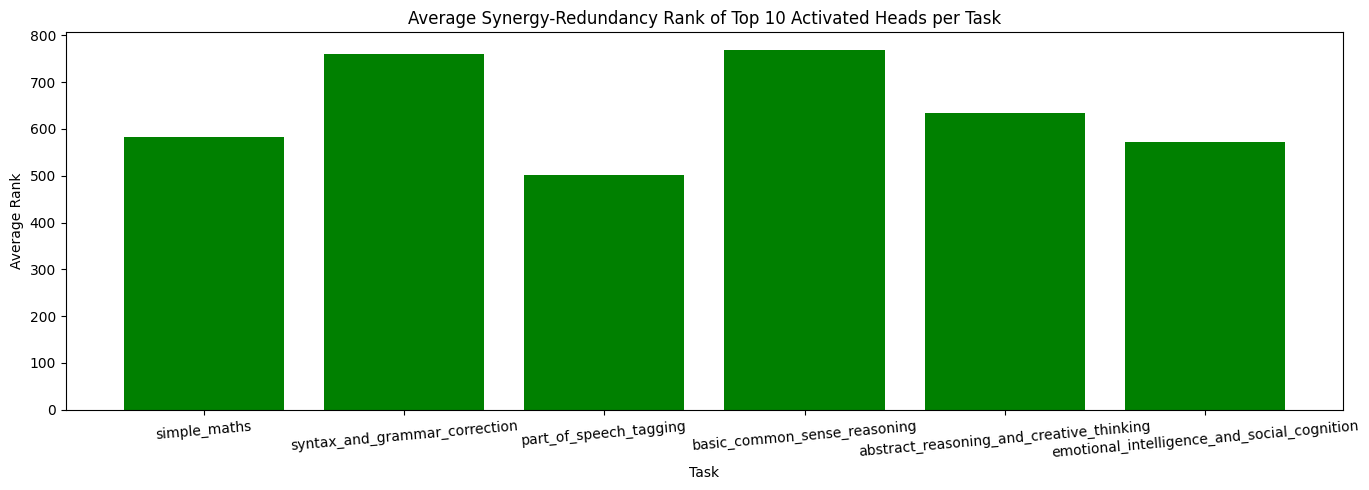 Average Synergy-Redundancy Rank of Top 10 Activated Heads per Task
Average Rank
800
700
600
500
400
300
200
100
0
simple_maths
syntax_and_grammar_correction
part_of_speech_tagging
basic_common_sense_reasoning
abstract_reasoning_and_creative_thinking
emotional_intelligence_and_social_cognition
Task